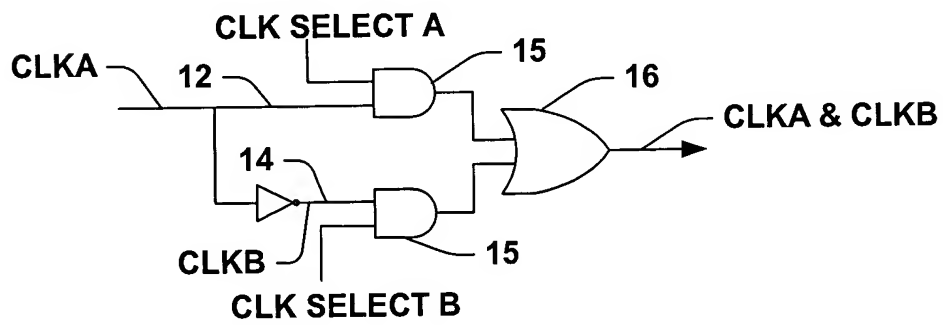 CLK SELECT A
15
CLKA
12
16
CLKA & CLKB
14
CLKB
15
CLK SELECT B